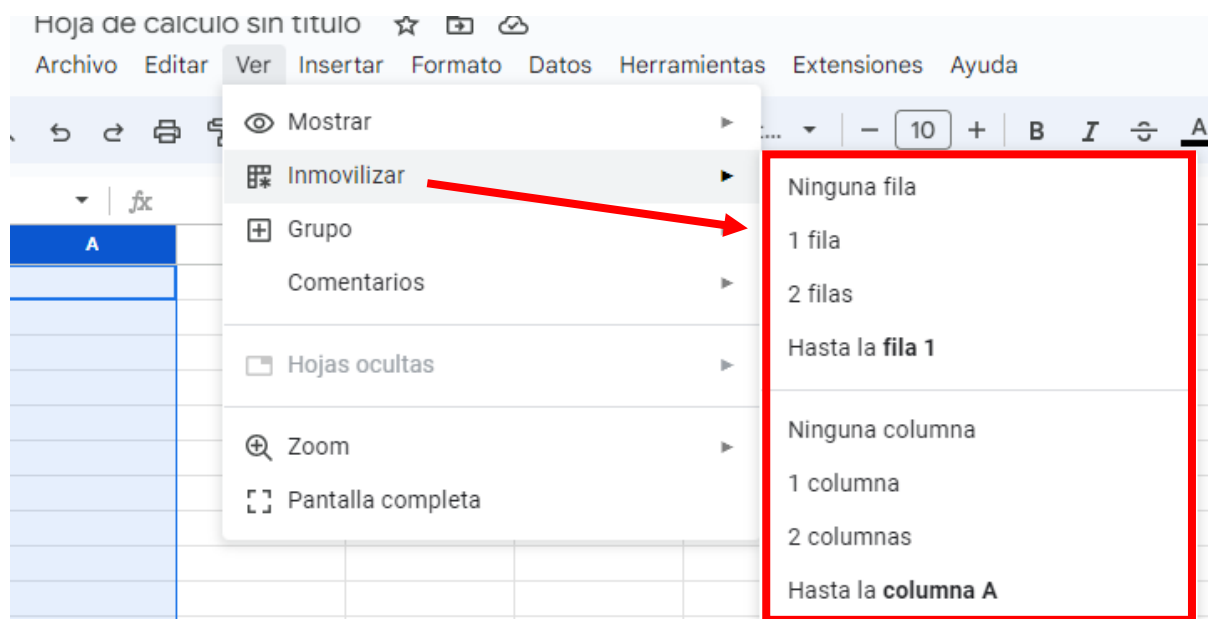 Hoja de cálculo sin título
Archivo Editar Ver Insertar Formato Datos Herramientas Extensiones Ayuda
Mostrar
... 10 B I S A
Inmovilizar
Ninguna fila
fx
Grupo
1 fila
A
Comentarios
2 filas
Hasta la fila 1
Hojas ocultas
Ninguna columna
Zoom
1 columna
Pantalla completa
2 columnas
Hasta la columna A